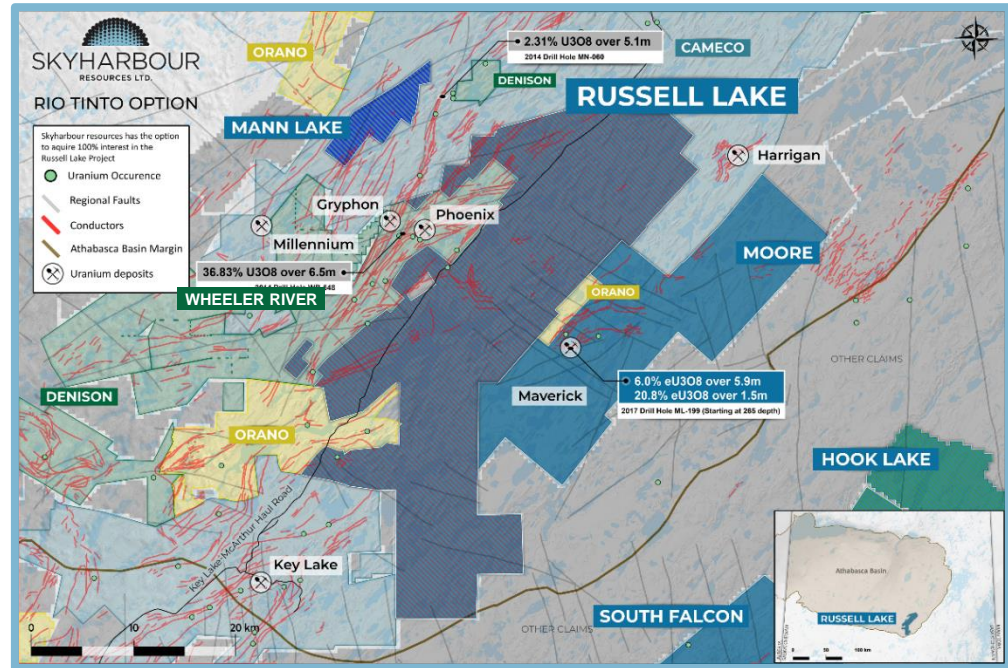 SKYHARBOUR
RESOURCES LTD.
RIO TINTO OPTION
Skyharbour resources has the option
to aquire 100% interest in the
Russell Lake Project
Uranium Occurence
Regional Faults
Conductors
Athabasca Basin Margin
Uranium deposits
ORANO
2.31% U3O8 over 5.1m
2014 Drill Hole MN-060
CAMECO
DENISON
RUSSELL LAKE
MANN LAKE
Harrigan
Gryphon
Phoenix
Millennium
MOORE
36.83% U3O8 over 6.5m
WHEELER RIVER
ORANO
OTHER CLAIMS
Maverick
6.0% eU3O8 over 5.9m
20.8% eU3O8 over 1.5m
2017 Drill Hole ML-199 (Starting at 265 depth)
DENISON
ORANO
HOOK LAKE
Key Lake-McArthur Haul Road
Key Lake
0 10 20 km
OTHER CLAIMS
SOUTH FALCON
Athabasca Basin
RUSSELL LAKE
0 50 100 km